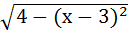 √(4 − (x − 3)²)